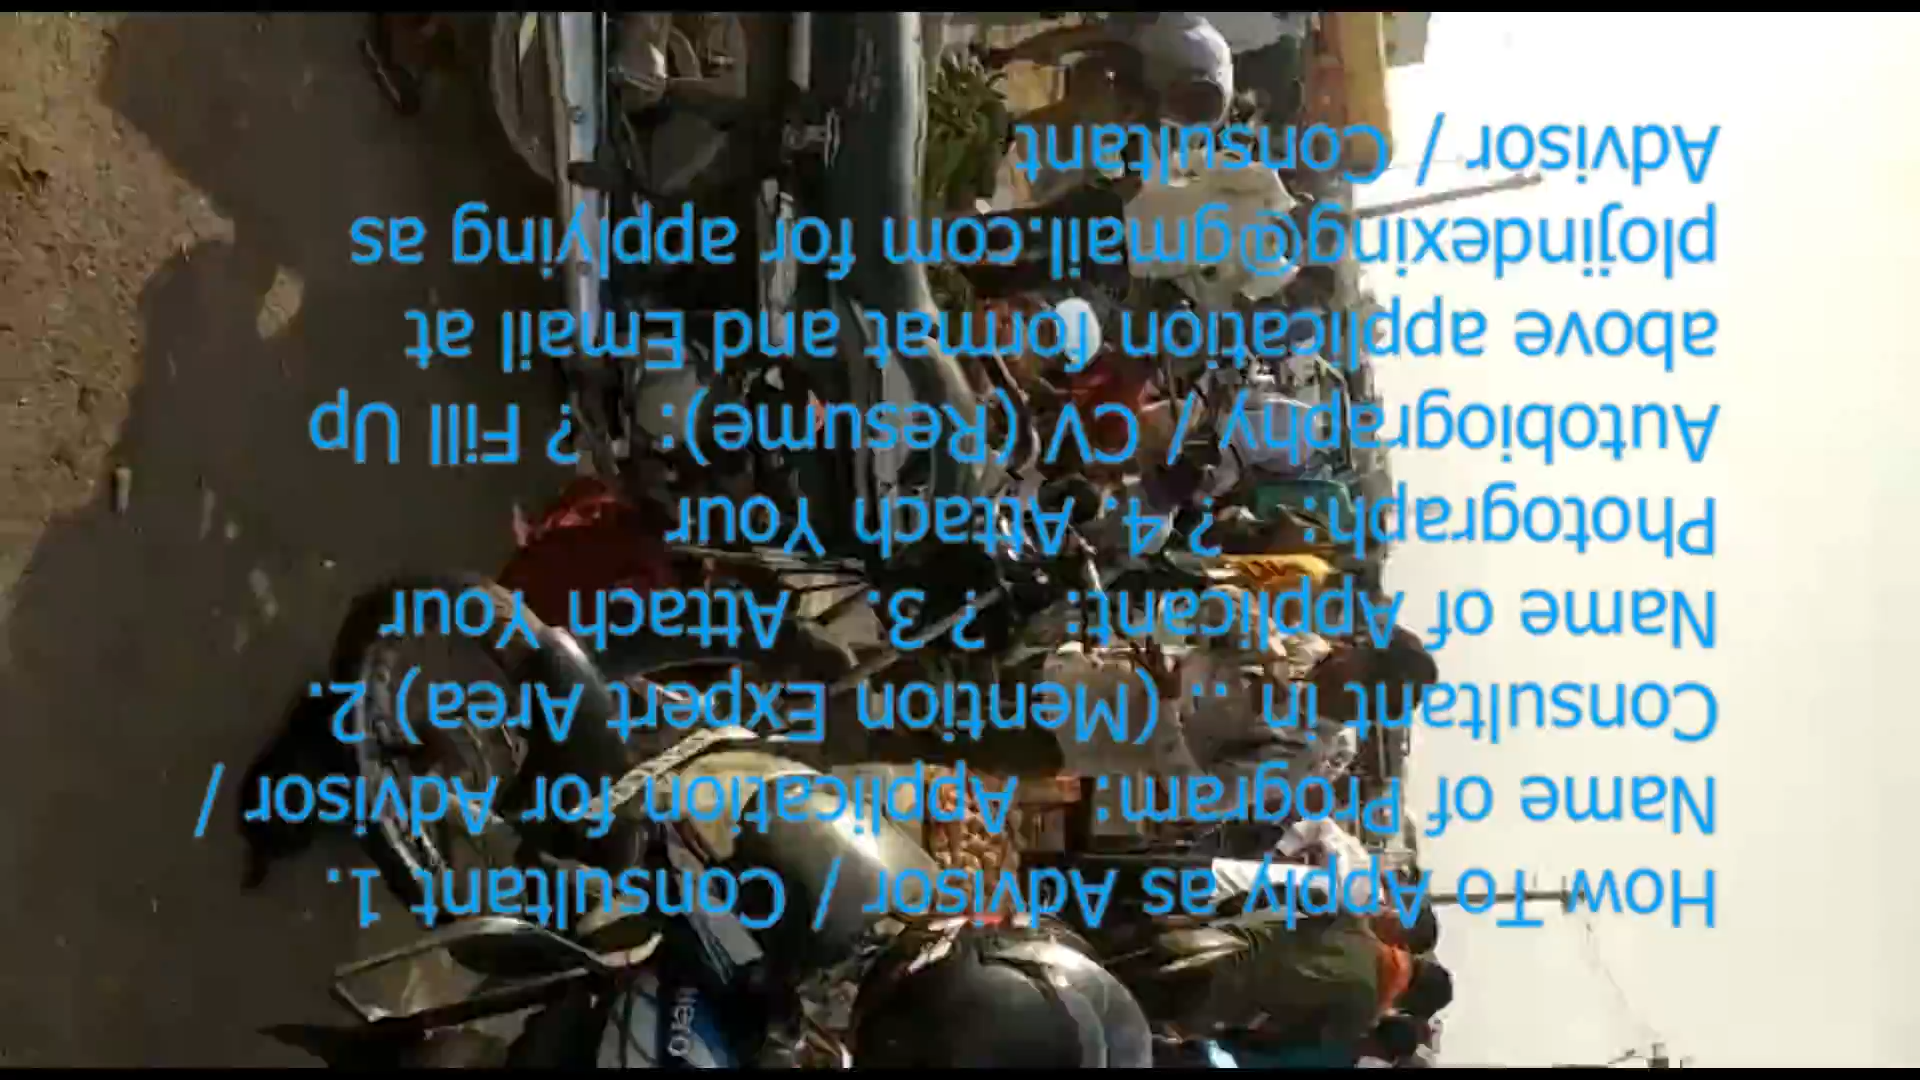 How To Apply as Advisor / Consultant 1.
Name of Program: Application for Advisor /
Consultant in .. (Mention Expert Area) 2.
Name of Applicant: ? 3. Attach Your
Photograph: ? 4. Attach Your
Autobiography / CV (Resume): ? Fill Up
above application format and Email at
plojindexing@gmail.com for applying as
Advisor / Consultant
Hero